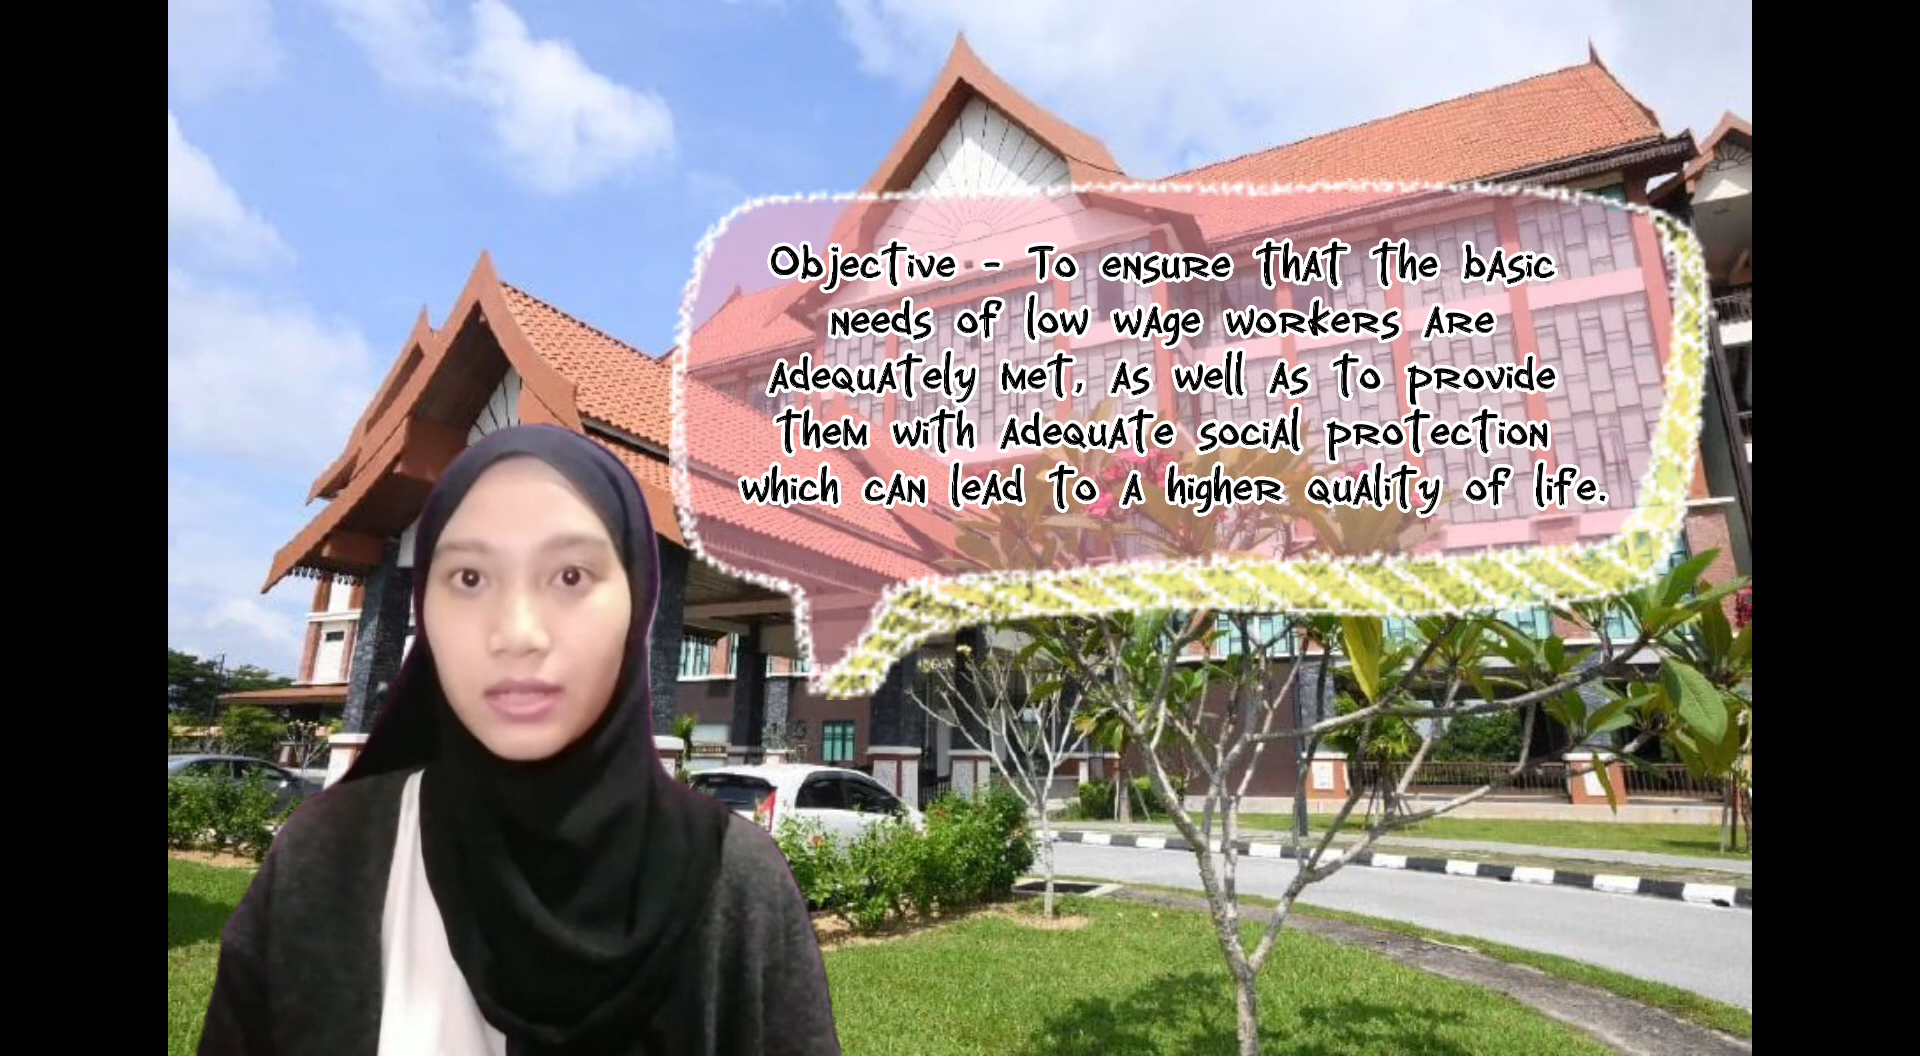 Objective - To ensure that the basic
needs of low wage workers are
adequately met, as well as to provide
them with adequate social protection
which can lead to a higher quality of life.